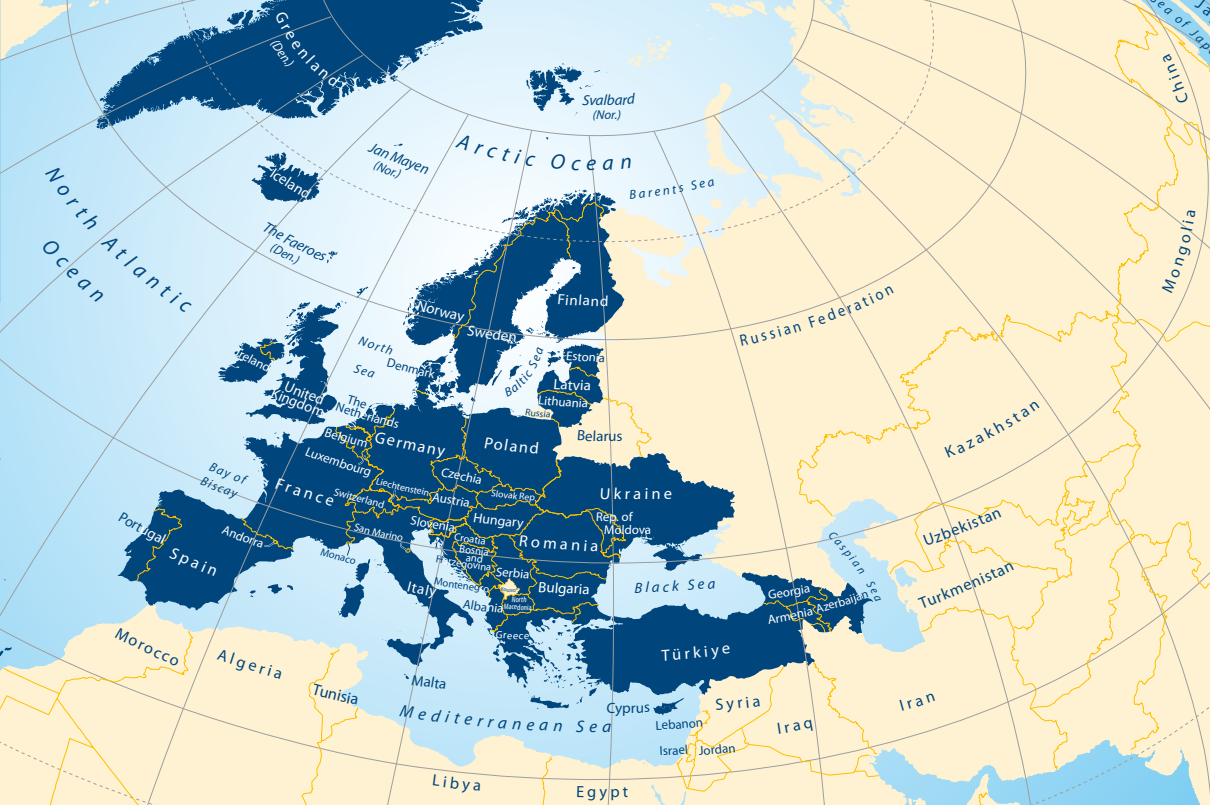 Greenland
(Den.)
Svalbard
(Nor.)
Sea of Jap
China
Arctic Ocean
Jan Mayen
(Nor.)
Barents Sea
Iceland
North Atlantic
Ocean
The Faeroes
(Den.)
Mongolia
Norway
Sweden
Finland
Russian Federation
North
Sea
Denmark
Baltic Sea
Estonia
Latvia
Lithuania
Russia
Ireland
United
Kingdom
The
Netherlands
Belgium
Luxembourg
Germany
Poland
Belarus
Kazakhstan
Bay of
Biscay
France
Liechtenstein
Switzerland
Czechia
Austria
Slovak Rep.
Ukraine
Portugal
Spain
Andorra
Monaco
San Marino
Slovenia
Croatia
Bosnia
and
Herzegovina
Hungary
Romania
Rep. of
Moldova
Uzbekistan
Turkmenistan
Caspian Sea
Italy
Montenegro
Serbia
Bulgaria
Black Sea
Georgia
Armenia
Azerbaijan
Albania
North
Macedonia
Greece
Türkiye
Morocco
Algeria
Tunisia
Malta
Mediterranean Sea
Cyprus
Lebanon
Syria
Israel
Jordan
Iraq
Iran
Libya
Egypt